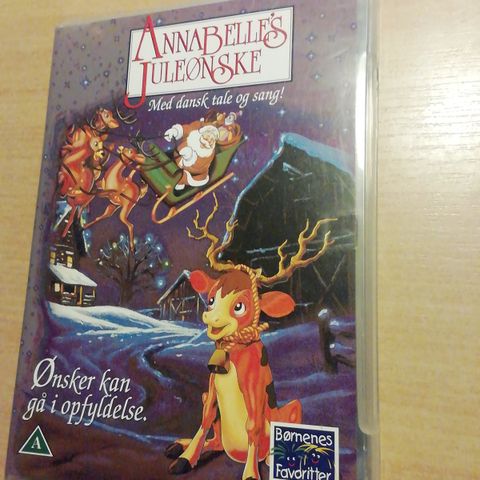 ANNABELLE'S
JULEØNSKE
Med dansk tale og sang!
Ønsker kan
gå i opfyldelse.
A
Børnenes
Favoritter